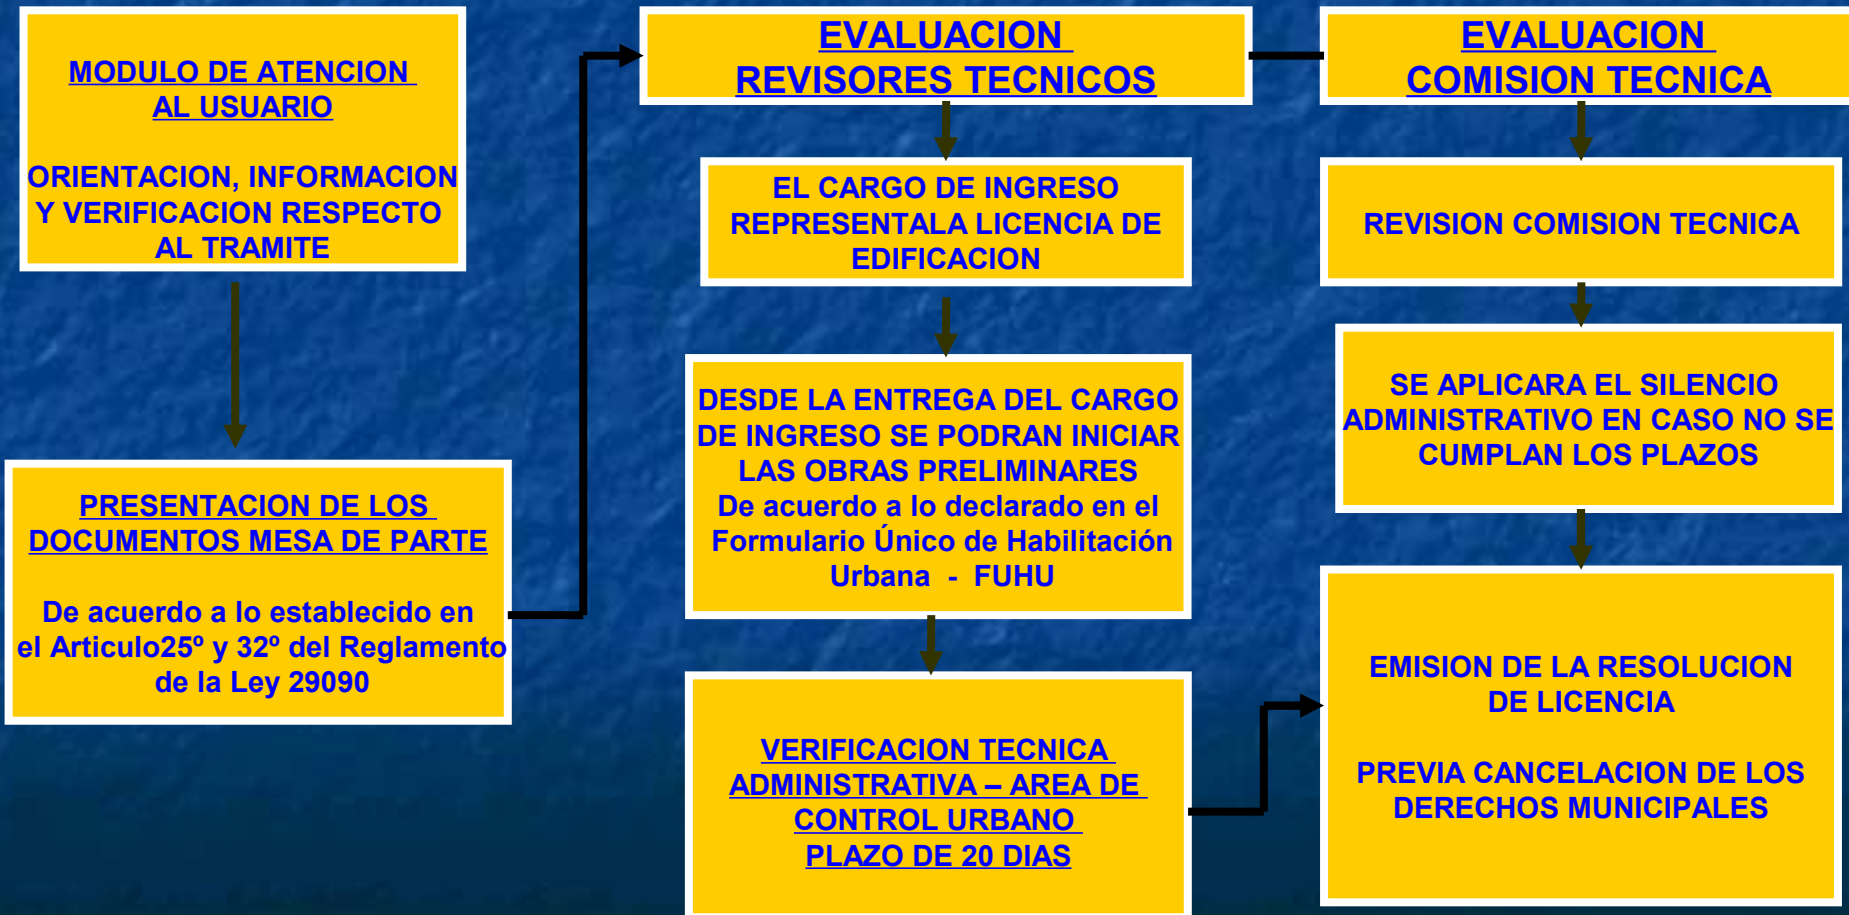 MODULO DE ATENCION
AL USUARIO
ORIENTACION, INFORMACION
Y VERIFICACION RESPECTO
AL TRAMITE
PRESENTACION DE LOS
DOCUMENTOS MESA DE PARTE
De acuerdo a lo establecido en
el Articulo25º y 32º del Reglamento
de la Ley 29090
EVALUACION
REVISORES TECNICOS
EL CARGO DE INGRESO
REPRESENTALA LICENCIA DE
EDIFICACION
DESDE LA ENTREGA DEL CARGO
DE INGRESO SE PODRAN INICIAR
LAS OBRAS PRELIMINARES
De acuerdo a lo declarado en el
Formulario Único de Habilitación
Urbana - FUHU
VERIFICACION TECNICA
ADMINISTRATIVA – AREA DE
CONTROL URBANO
PLAZO DE 20 DIAS
EVALUACION
COMISION TECNICA
REVISION COMISION TECNICA
SE APLICARA EL SILENCIO
ADMINISTRATIVO EN CASO NO SE
CUMPLAN LOS PLAZOS
EMISION DE LA RESOLUCION
DE LICENCIA
PREVIA CANCELACION DE LOS
DERECHOS MUNICIPALES